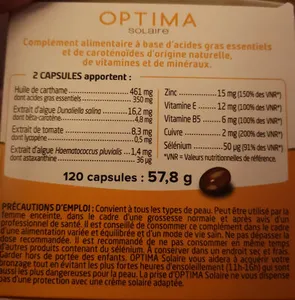 OPTIMA
SOLAIRE
Complément alimentaire à base d'acides gras essentiels
et de caroténoïdes d'origine naturelle,
de vitamines et de minéraux.
2 CAPSULES apportent :
Huile de carthame 461 mg
dont acides gras essentiels 350 mg
Extrait d'algue Dunaliella salina 16,2 mg
dont bêta-carotène 4,8 mg
Extrait de tomate 8,3 mg
dont lycopène 0,5 mg
Extrait d'algue Haematococcus pluvialis 1,4 mg
dont astaxanthine 36 µg
Zinc 15 mg (150% des VNR*)
Vitamine E 12 mg (100% des VNR*)
Vitamine B5 6 mg (100% des VNR*)
Cuivre 2 mg (200% des VNR*)
Sélénium 50 µg (91% des VNR*)
*VNR = Valeurs nutritionnelles de référence
120 capsules : 57,8 g
PRÉCAUTIONS D'EMPLOI : Convient à tous les types de peau. Peut être utilisé par la
femme enceinte, dans le cadre d'une grossesse normale et après avis d'un
professionnel de santé. Il est conseillé de consommer ce complément dans le cadre
d'une alimentation variée et équilibrée et d'un mode de vie sain. Ne pas dépasser la
dose recommandée. Il est recommandé de ne pas consommer en même temps
d'autres produits contenant du sélénium. À conserver dans un endroit sec et frais.
Garder hors de portée des enfants. OPTIMA Solaire vous aidera à acquérir votre
bronzage tout en évitant les plus fortes heures d'ensoleillement (11h-16h) qui sont
aussi les plus dangereuses pour la peau. La prise d'OPTIMA Solaire ne vous dispense
pas d'une protection avec une crème solaire adaptée.